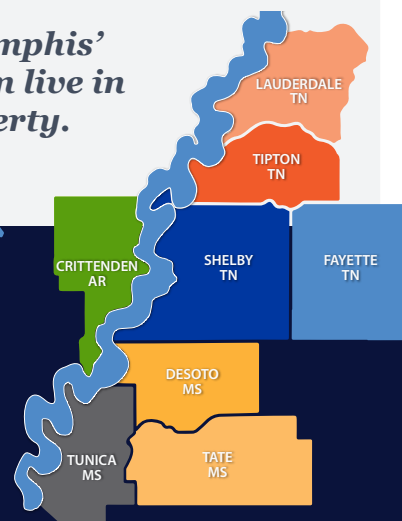 mphis’
n live in
erty.
LAUDERDALE
TN
TIPTON
TN
CRITTENDEN
AR
SHELBY
TN
FAYETTE
TN
DESOTO
MS
TUNICA
MS
TATE
MS